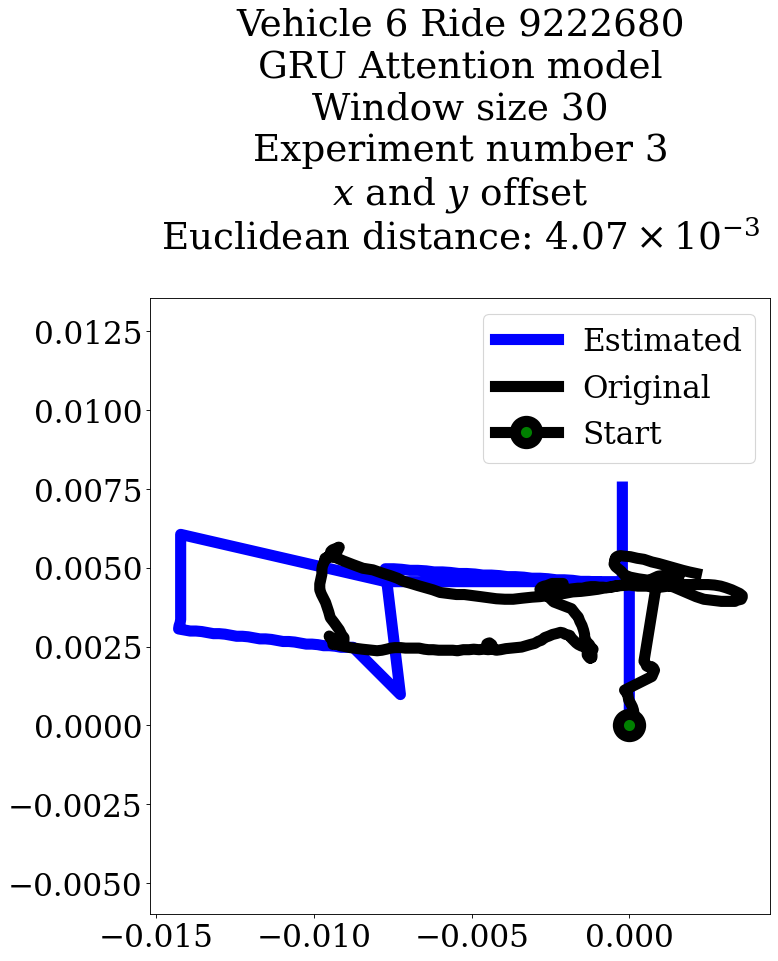 Vehicle 6 Ride 9222680
GRU Attention model
Window size 30
Experiment number 3
x and y offset
Euclidean distance: 4.07 × 10⁻³
Estimated
Original
Start
0.0125
0.0100
0.0075
0.0050
0.0025
0.0000
−0.0025
−0.0050
−0.015 −0.010 −0.005 0.000